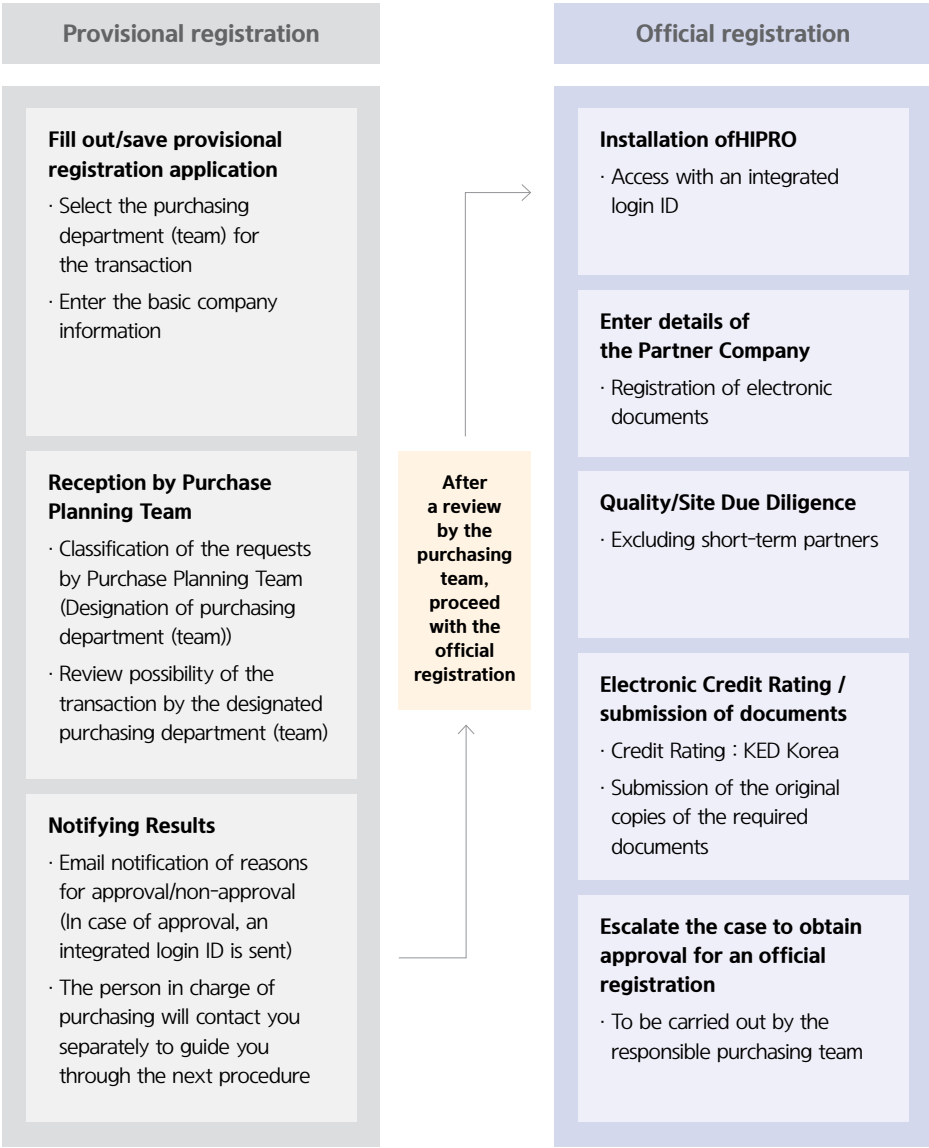 Provisional registration
Fill out/save provisional
registration application
· Select the purchasing
department (team) for
the transaction
· Enter the basic company
information
Reception by Purchase
Planning Team
· Classification of the requests
by Purchase Planning Team
(Designation of purchasing
department (team))
· Review possibility of the
transaction by the designated
purchasing department (team)
Notifying Results
· Email notification of reasons
for approval/non-approval
(In case of approval, an
integrated login ID is sent)
· The person in charge of
purchasing will contact you
separately to guide you
through the next procedure
After
a review
by the
purchasing
team,
proceed
with the
official
registration
Official registration
Installation ofHIPRO
· Access with an integrated
login ID
Enter details of
the Partner Company
· Registration of electronic
documents
Quality/Site Due Diligence
· Excluding short-term partners
Electronic Credit Rating /
submission of documents
· Credit Rating : KED Korea
· Submission of the original
copies of the required
documents
Escalate the case to obtain
approval for an official
registration
· To be carried out by the
responsible purchasing team